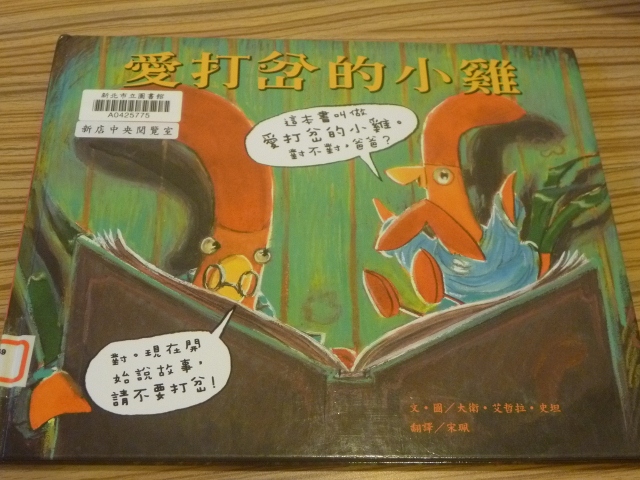 愛打岔的小雞
新北市立圖書館
A0425775
新店中央閱覽室
這本書叫做
愛打岔的小雞。
對不對,爸爸?
對。現在開
始說故事,
請不要打岔!
文・圖/大衛・艾哲拉・史坦
翻譯/宋珮